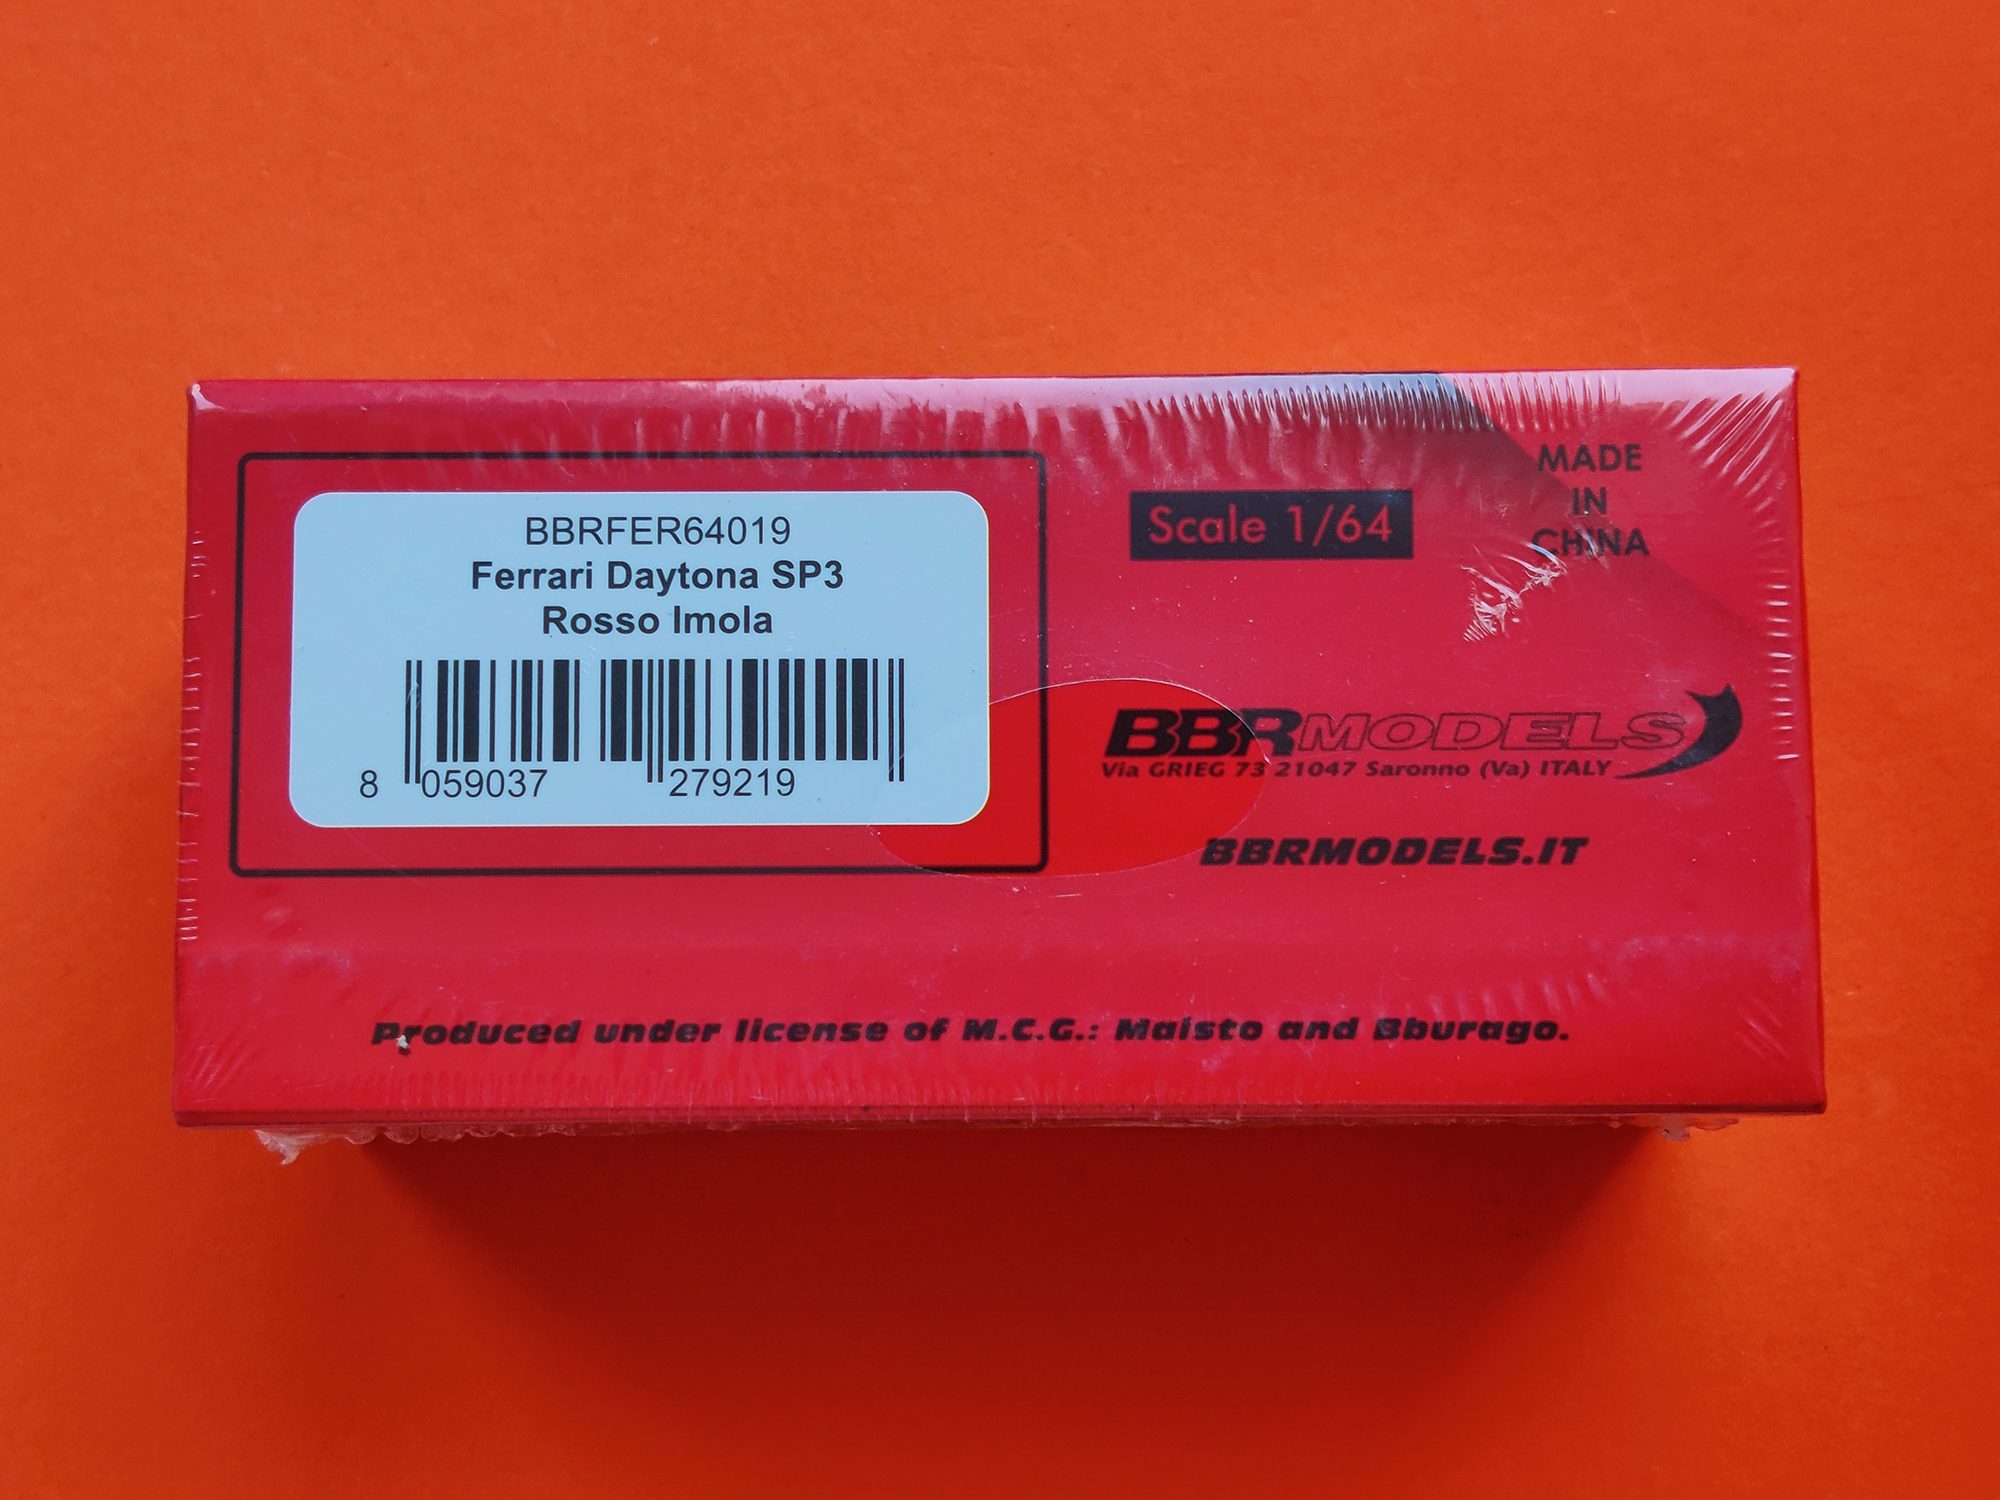 BBRFER64019
Ferrari Daytona SP3
Rosso Imola
8 059037 279219
Scale 1/64
MADE
IN
CHINA
BBRMODELS
Via GRIEG 73 21047 Saronno (Va) ITALY
BBRMODELS.IT
Produced under license of M.C.G.: Maisto and Bburago.